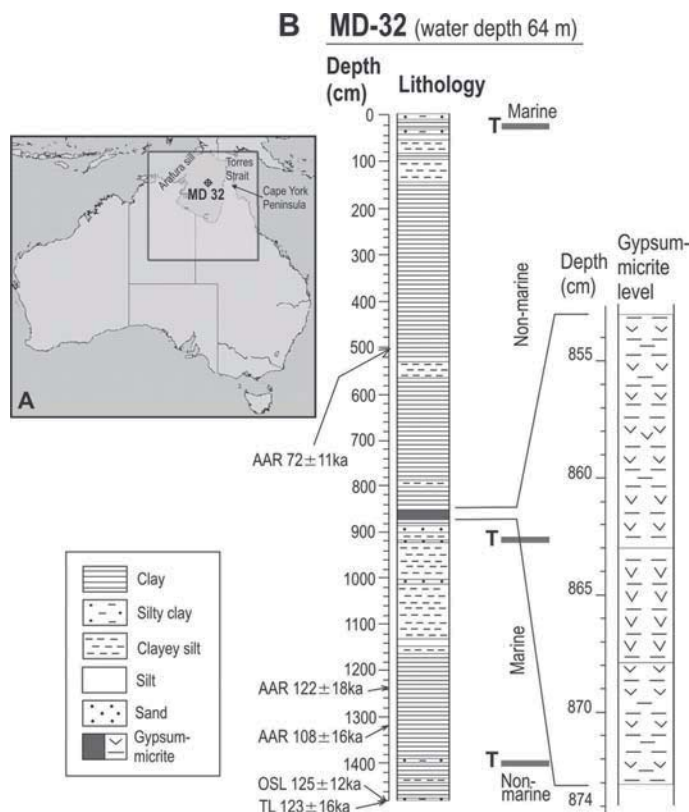 B MD-32 (water depth 64 m)
Depth
(cm)
Lithology
0
100
200
300
400
500
600
700
800
900
1000
1100
1200
1300
1400
AAR 72±11ka
AAR 122±18ka
AAR 108±16ka
OSL 125±12ka
TL 123±16ka
T Marine
Non-marine
T
Marine
T
Non-
marine
Depth
(cm)
Gypsum-
micrite
level
855
860
865
870
874
Arafura sill
Torres
Strait
MD 32
Cape York
Peninsula
A
Clay
Silty clay
Clayey silt
Silt
Sand
Gypsum-
micrite